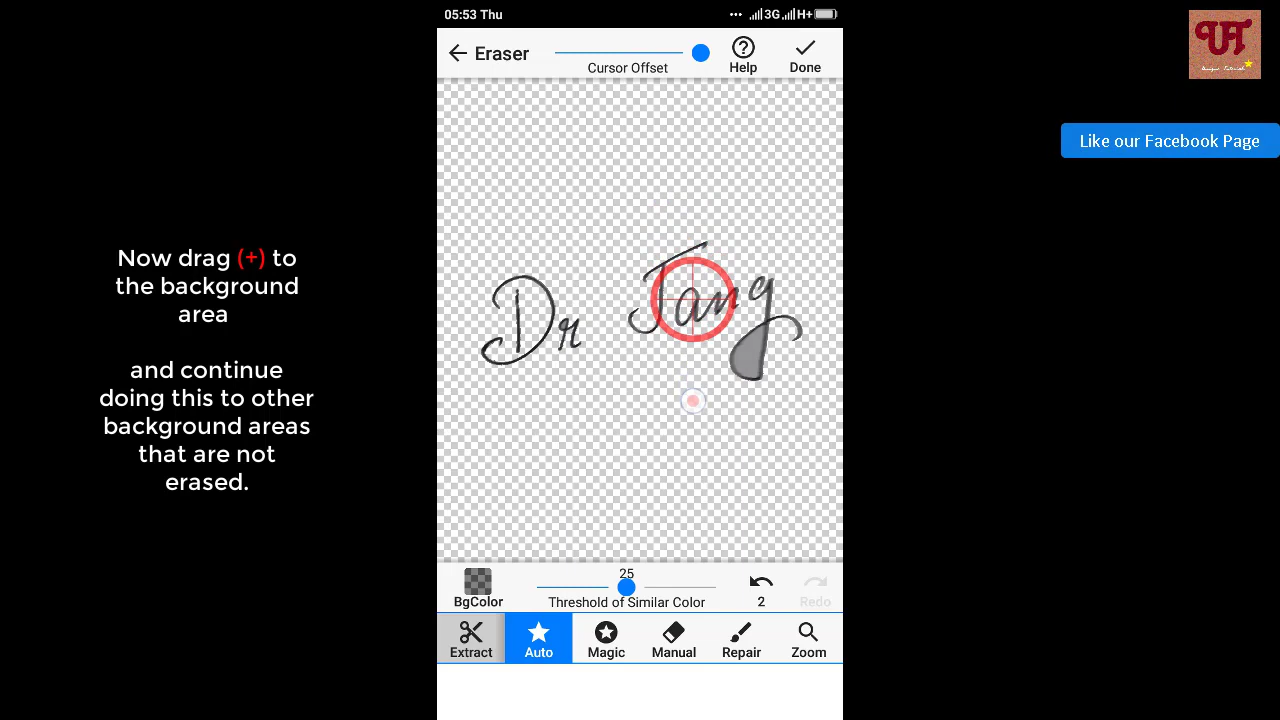 05:53 Thu
3G H+
Eraser
Cursor Offset
Help
Done
Like our Facebook Page
Now drag (+) to
the background
area
and continue
doing this to other
background areas
that are not
erased.
Dr Tang
25
BgColor
Threshold of Similar Color
2
Redo
Extract
Auto
Magic
Manual
Repair
Zoom